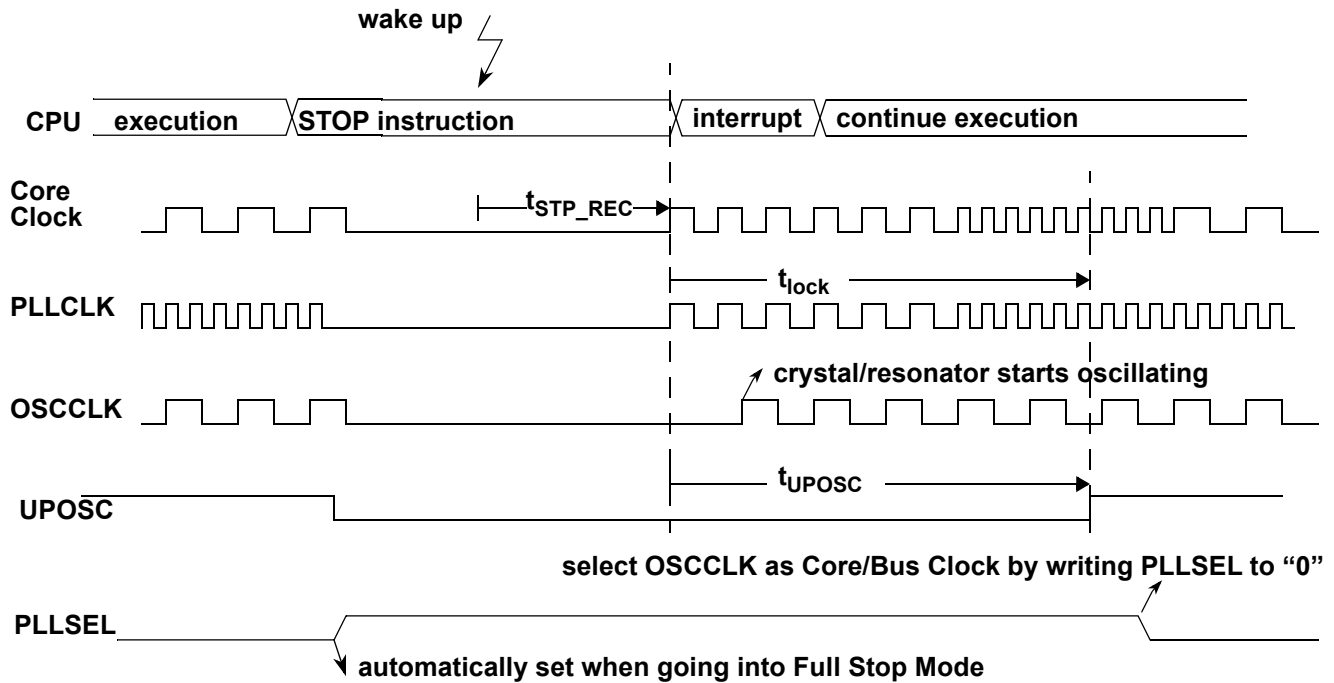 wake up
CPU execution STOP instruction interrupt continue execution
Core
Clock
tSTP_REC
tlock
PLLCLK
crystal/resonator starts oscillating
OSCCLK
tUPOSC
UPOSC
select OSCCLK as Core/Bus Clock by writing PLLSEL to “0”
PLLSEL
automatically set when going into Full Stop Mode